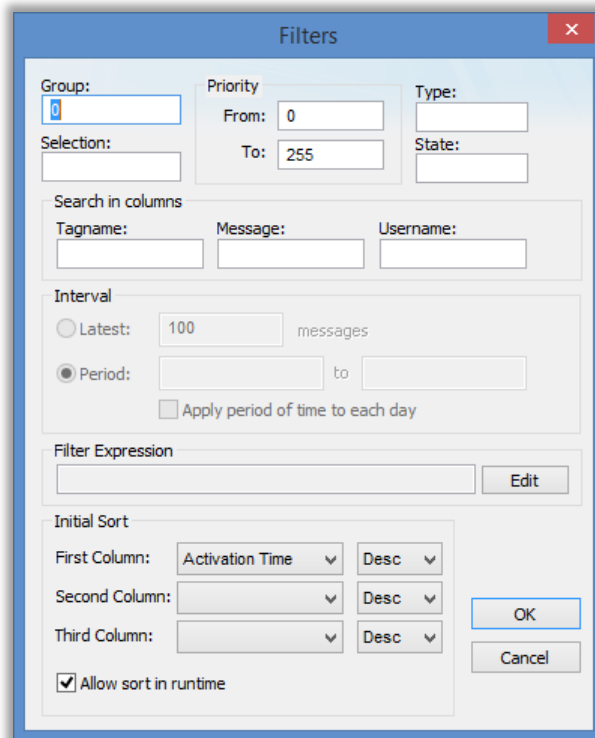 Filters
Group:
0
Priority
From: 0
To: 255
Type:
Selection:
State:
Search in columns
Tagname: Message: Username:
Interval
Latest: 100 messages
Period: to
Apply period of time to each day
Filter Expression
Edit
Initial Sort
First Column: Activation Time Desc
Second Column: Desc
Third Column: Desc
Allow sort in runtime
OK
Cancel